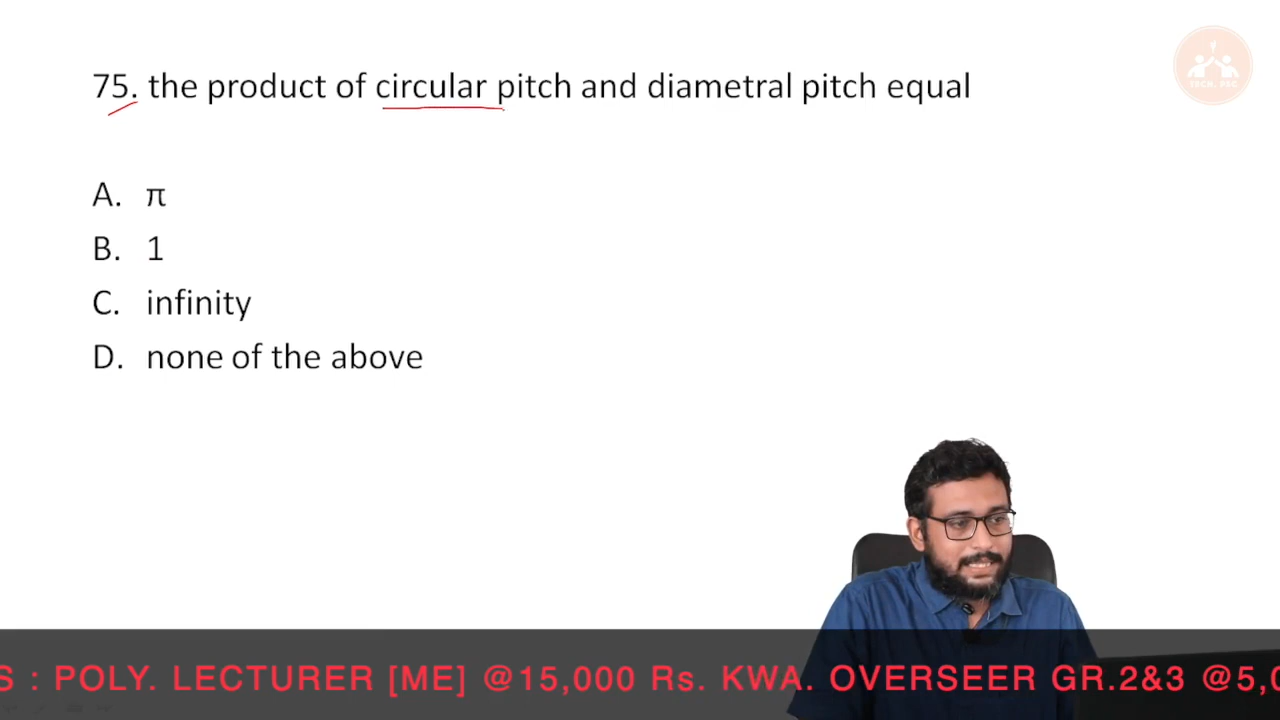 75. the product of circular pitch and diametral pitch equal
A. π
B. 1
C. infinity
D. none of the above
S : POLY. LECTURER [ME] @15,000 Rs. KWA. OVERSEER GR.2&3 @5,0